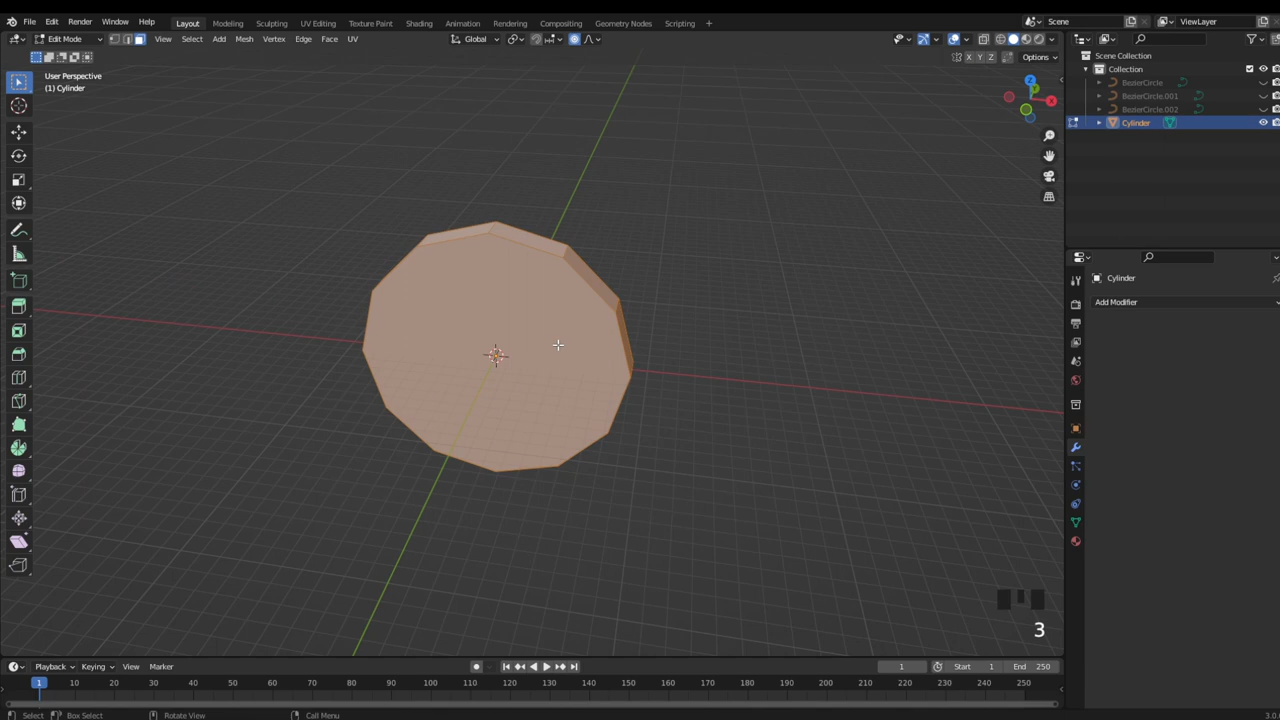 File Edit Render Window Help Layout Modeling Sculpting UV Editing Texture Paint Shading Animation Rendering Compositing Geometry Nodes Scripting + Scene ViewLayer
Edit Mode View Select Add Mesh Vertex Edge Face UV Global
X Y Z Options
User Perspective
(1) Cylinder
Z
X
Scene Collection
Collection
BezierCircle
BezierCircle.001
BezierCircle.002
Cylinder
Cylinder
Add Modifier
3
Playback Keying View Marker 1 Start 1 End 250
1 10 20 30 40 50 60 70 80 90 100 110 120 130 140 150 160 170 180 190 200 210 220 230 240 250
Select Box Select Rotate View Call Menu 3.0.